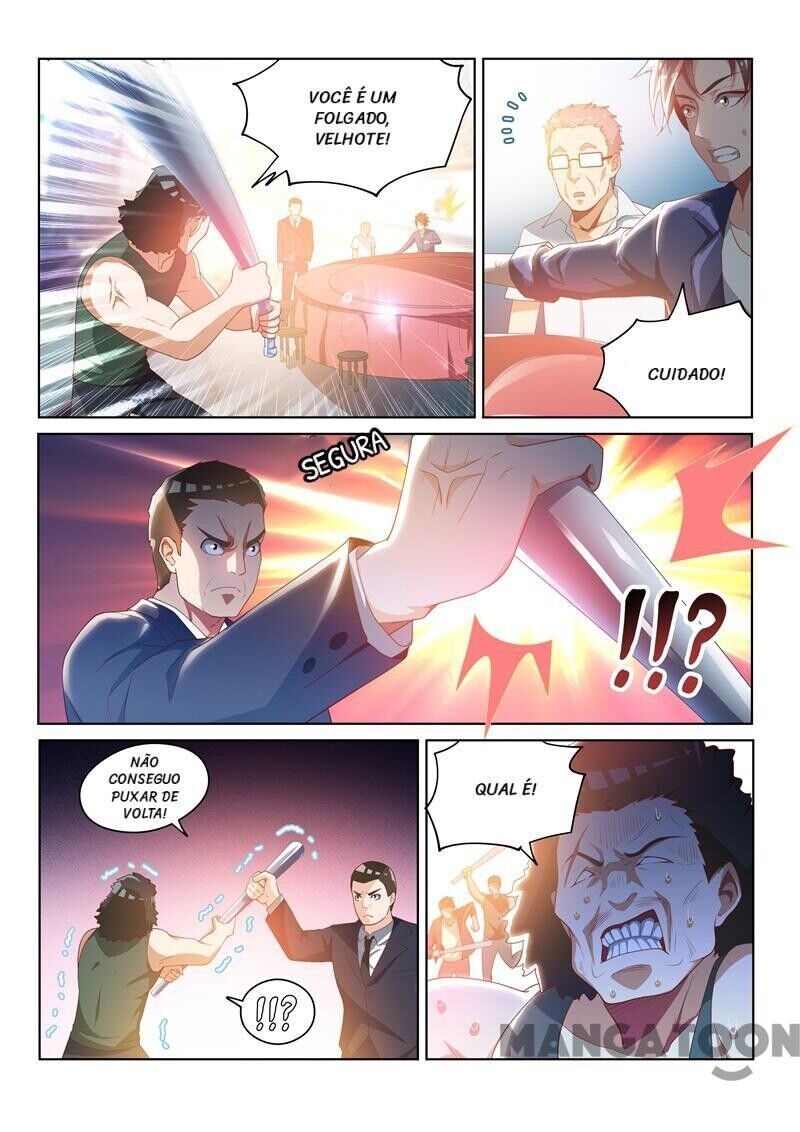 VOCÊ É UM
FOLGADO,
VELHOTE!
CUIDADO!
SEGURA
!!?
NÃO
CONSEGUO
PUXAR DE
VOLTA!
!!?
QUAL É!
MANGATOON